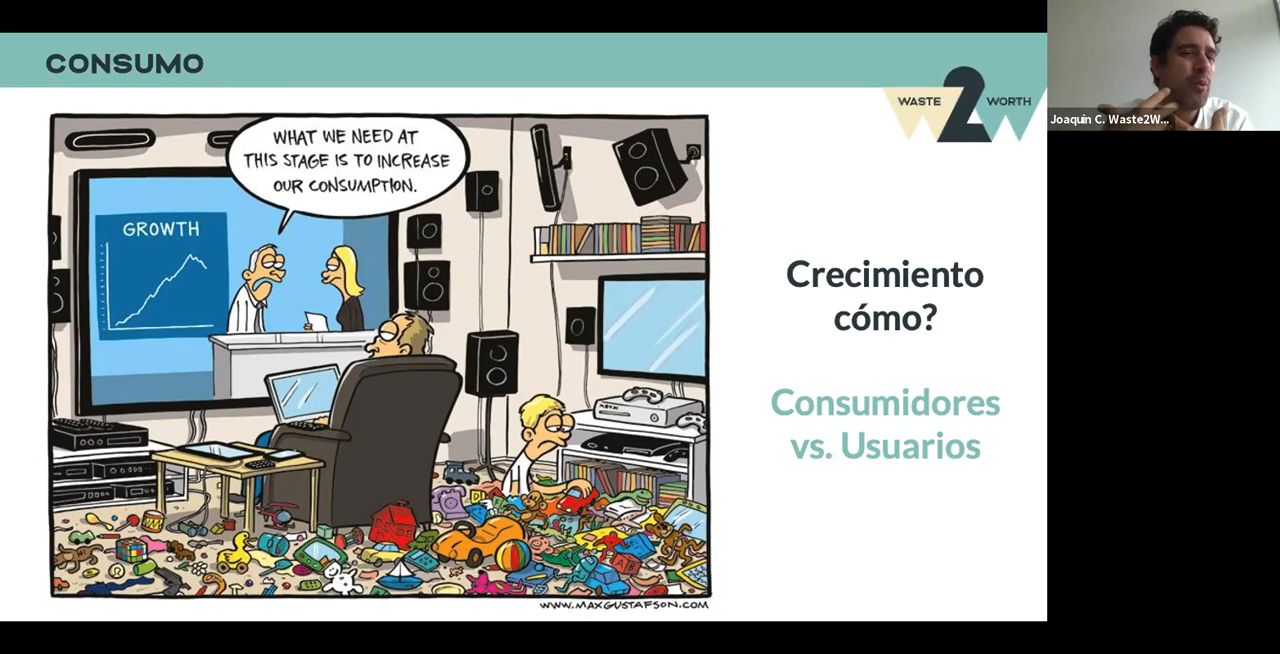 CONSUMO
WASTE
2
WORTH
Joaquin C. Waste2W...
WHAT WE NEED AT
THIS STAGE IS TO INCREASE
OUR CONSUMPTION.
GROWTH
Crecimiento
cómo?
Consumidores
vs. Usuarios
WWW.MAXGUSTAFSON.COM